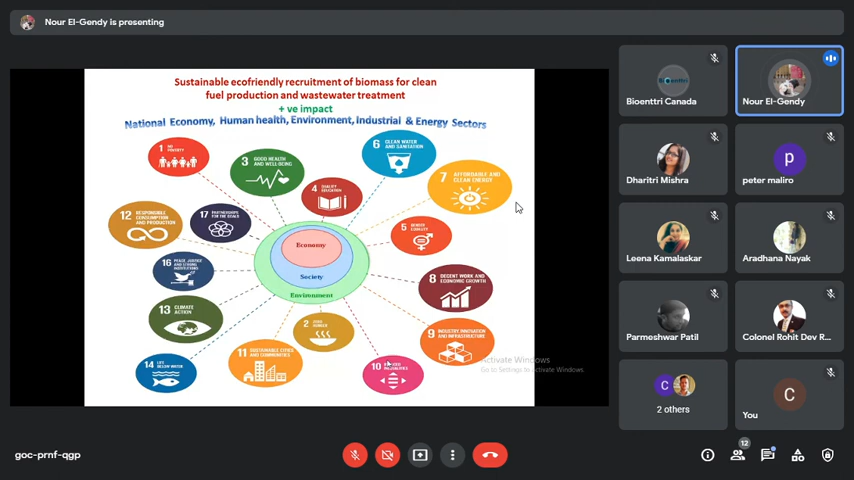 Nour El-Gendy is presenting
Sustainable ecofriendly recruitment of biomass for clean
fuel production and wastewater treatment
+ ve impact
National Economy, Human health, Environment, Industrial & Energy Sectors
1 NO
POVERTY
3 GOOD HEALTH
AND WELL-BEING
6 CLEAN WATER
AND SANITATION
4 QUALITY
EDUCATION
7 AFFORDABLE AND
CLEAN ENERGY
12 RESPONSIBLE
CONSUMPTION
AND PRODUCTION
17 PARTNERSHIPS
FOR THE GOALS
5 GENDER
EQUALITY
Economy
Society
Environment
16 PEACE, JUSTICE
AND STRONG
INSTITUTIONS
8 DECENT WORK AND
ECONOMIC GROWTH
13 CLIMATE
ACTION
2 ZERO
HUNGER
9 INDUSTRY, INNOVATION
AND INFRASTRUCTURE
14 LIFE
BELOW WATER
11 SUSTAINABLE CITIES
AND COMMUNITIES
10
INEQUALITIES
Activate Windows
Go to Settings to activate Windows.
Bioenttri
Bioenttri Canada
Nour El-Gendy
Dharitri Mishra
p
peter maliro
Leena Kamalaskar
Aradhana Nayak
Parmeshwar Patil
Colonel Rohit Dev R...
C
2 others
C
You
goc-prnf-qgp
12